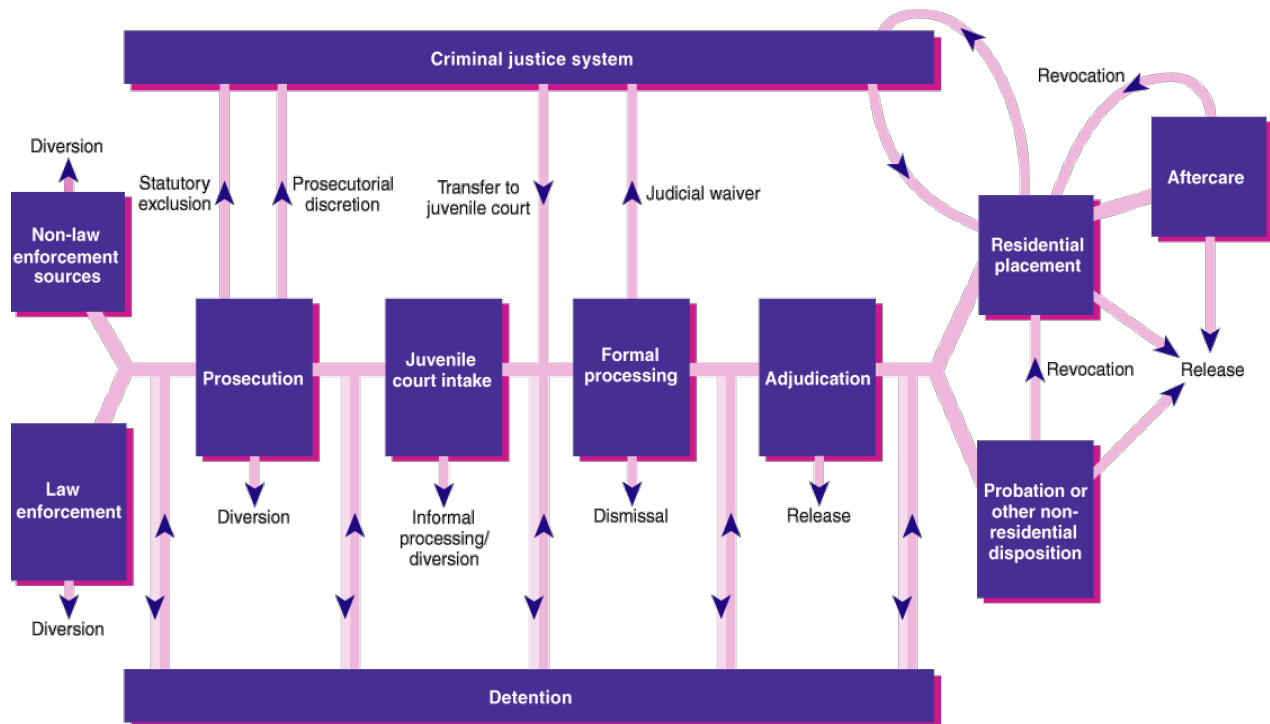 Criminal justice system
Revocation
Diversion
Aftercare
Statutory
exclusion
Prosecutorial
discretion
Transfer to
juvenile court
Judicial waiver
Non-law
enforcement
sources
Residential
placement
Prosecution
Juvenile
court intake
Formal
processing
Adjudication
Revocation
Release
Law
enforcement
Diversion
Informal
processing/
diversion
Dismissal
Release
Probation or
other non-
residential
disposition
Diversion
Detention